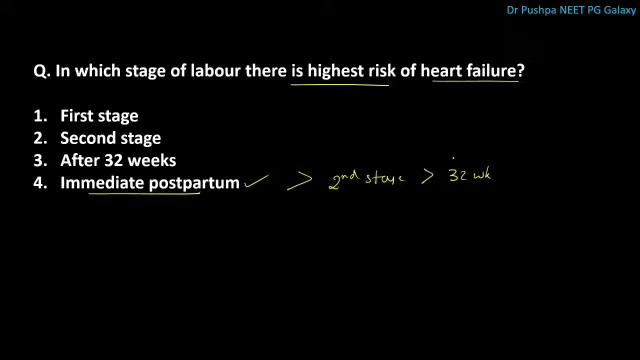 Dr Pushpa NEET PG Galaxy
Q. In which stage of labour there is highest risk of heart failure?
1. First stage
2. Second stage
3. After 32 weeks
4. Immediate postpartum ✓ > 2nd stage > 32 wk